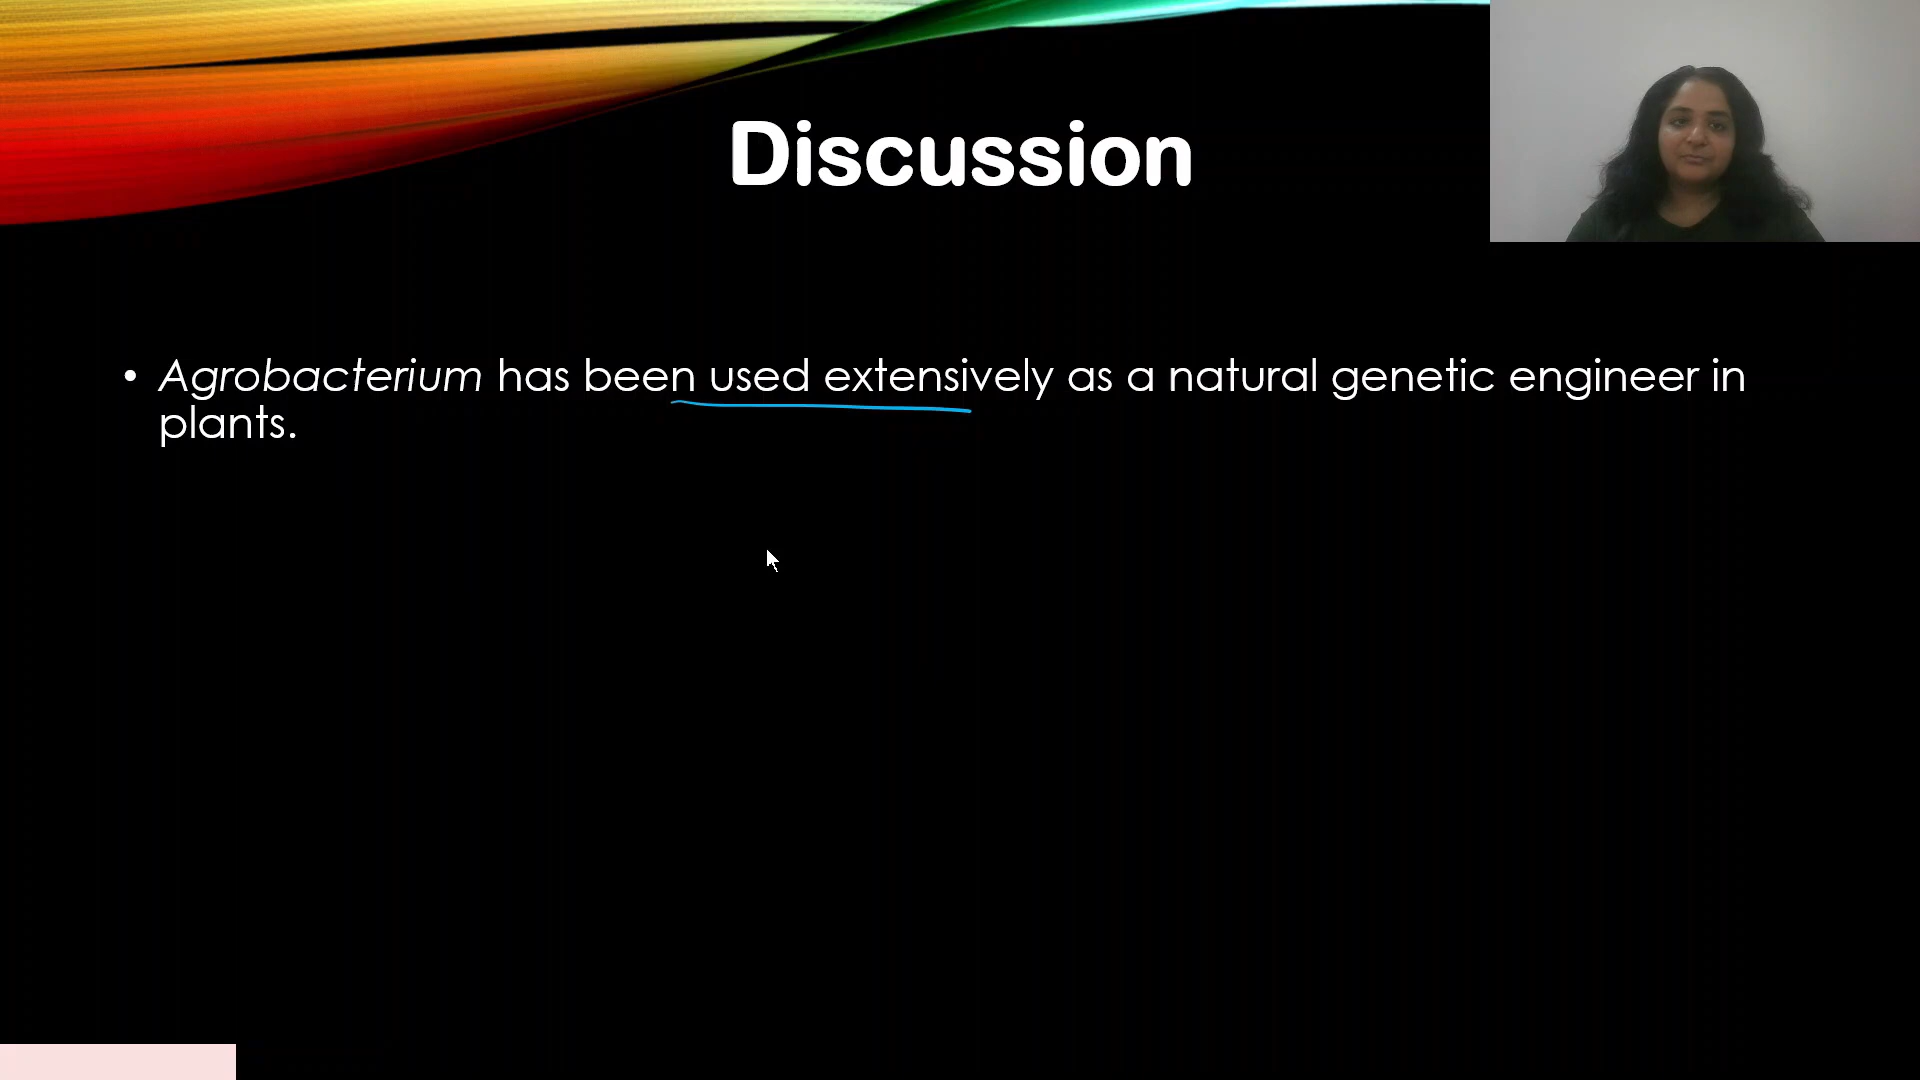 Discussion
• Agrobacterium has been used extensively as a natural genetic engineer in
plants.